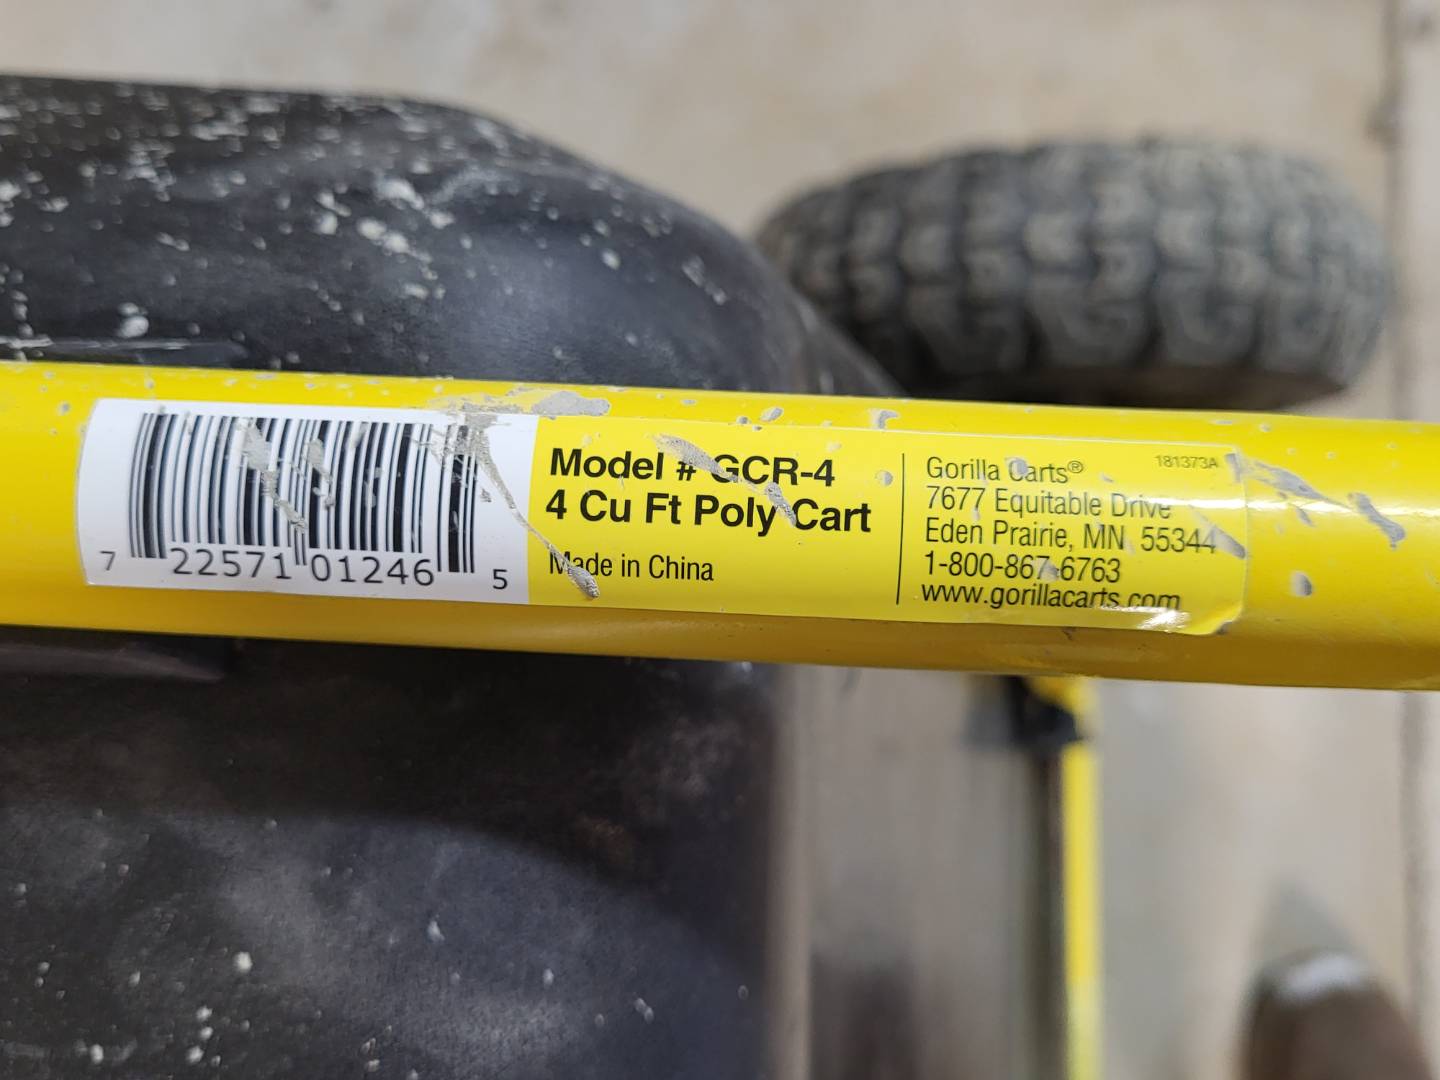 7 22571 01246 5
Model # GCR-4
4 Cu Ft Poly Cart
Made in China
Gorilla Carts®
181373A
7677 Equitable Drive
Eden Prairie, MN 55344
1-800-867-6763
www.gorillacarts.com